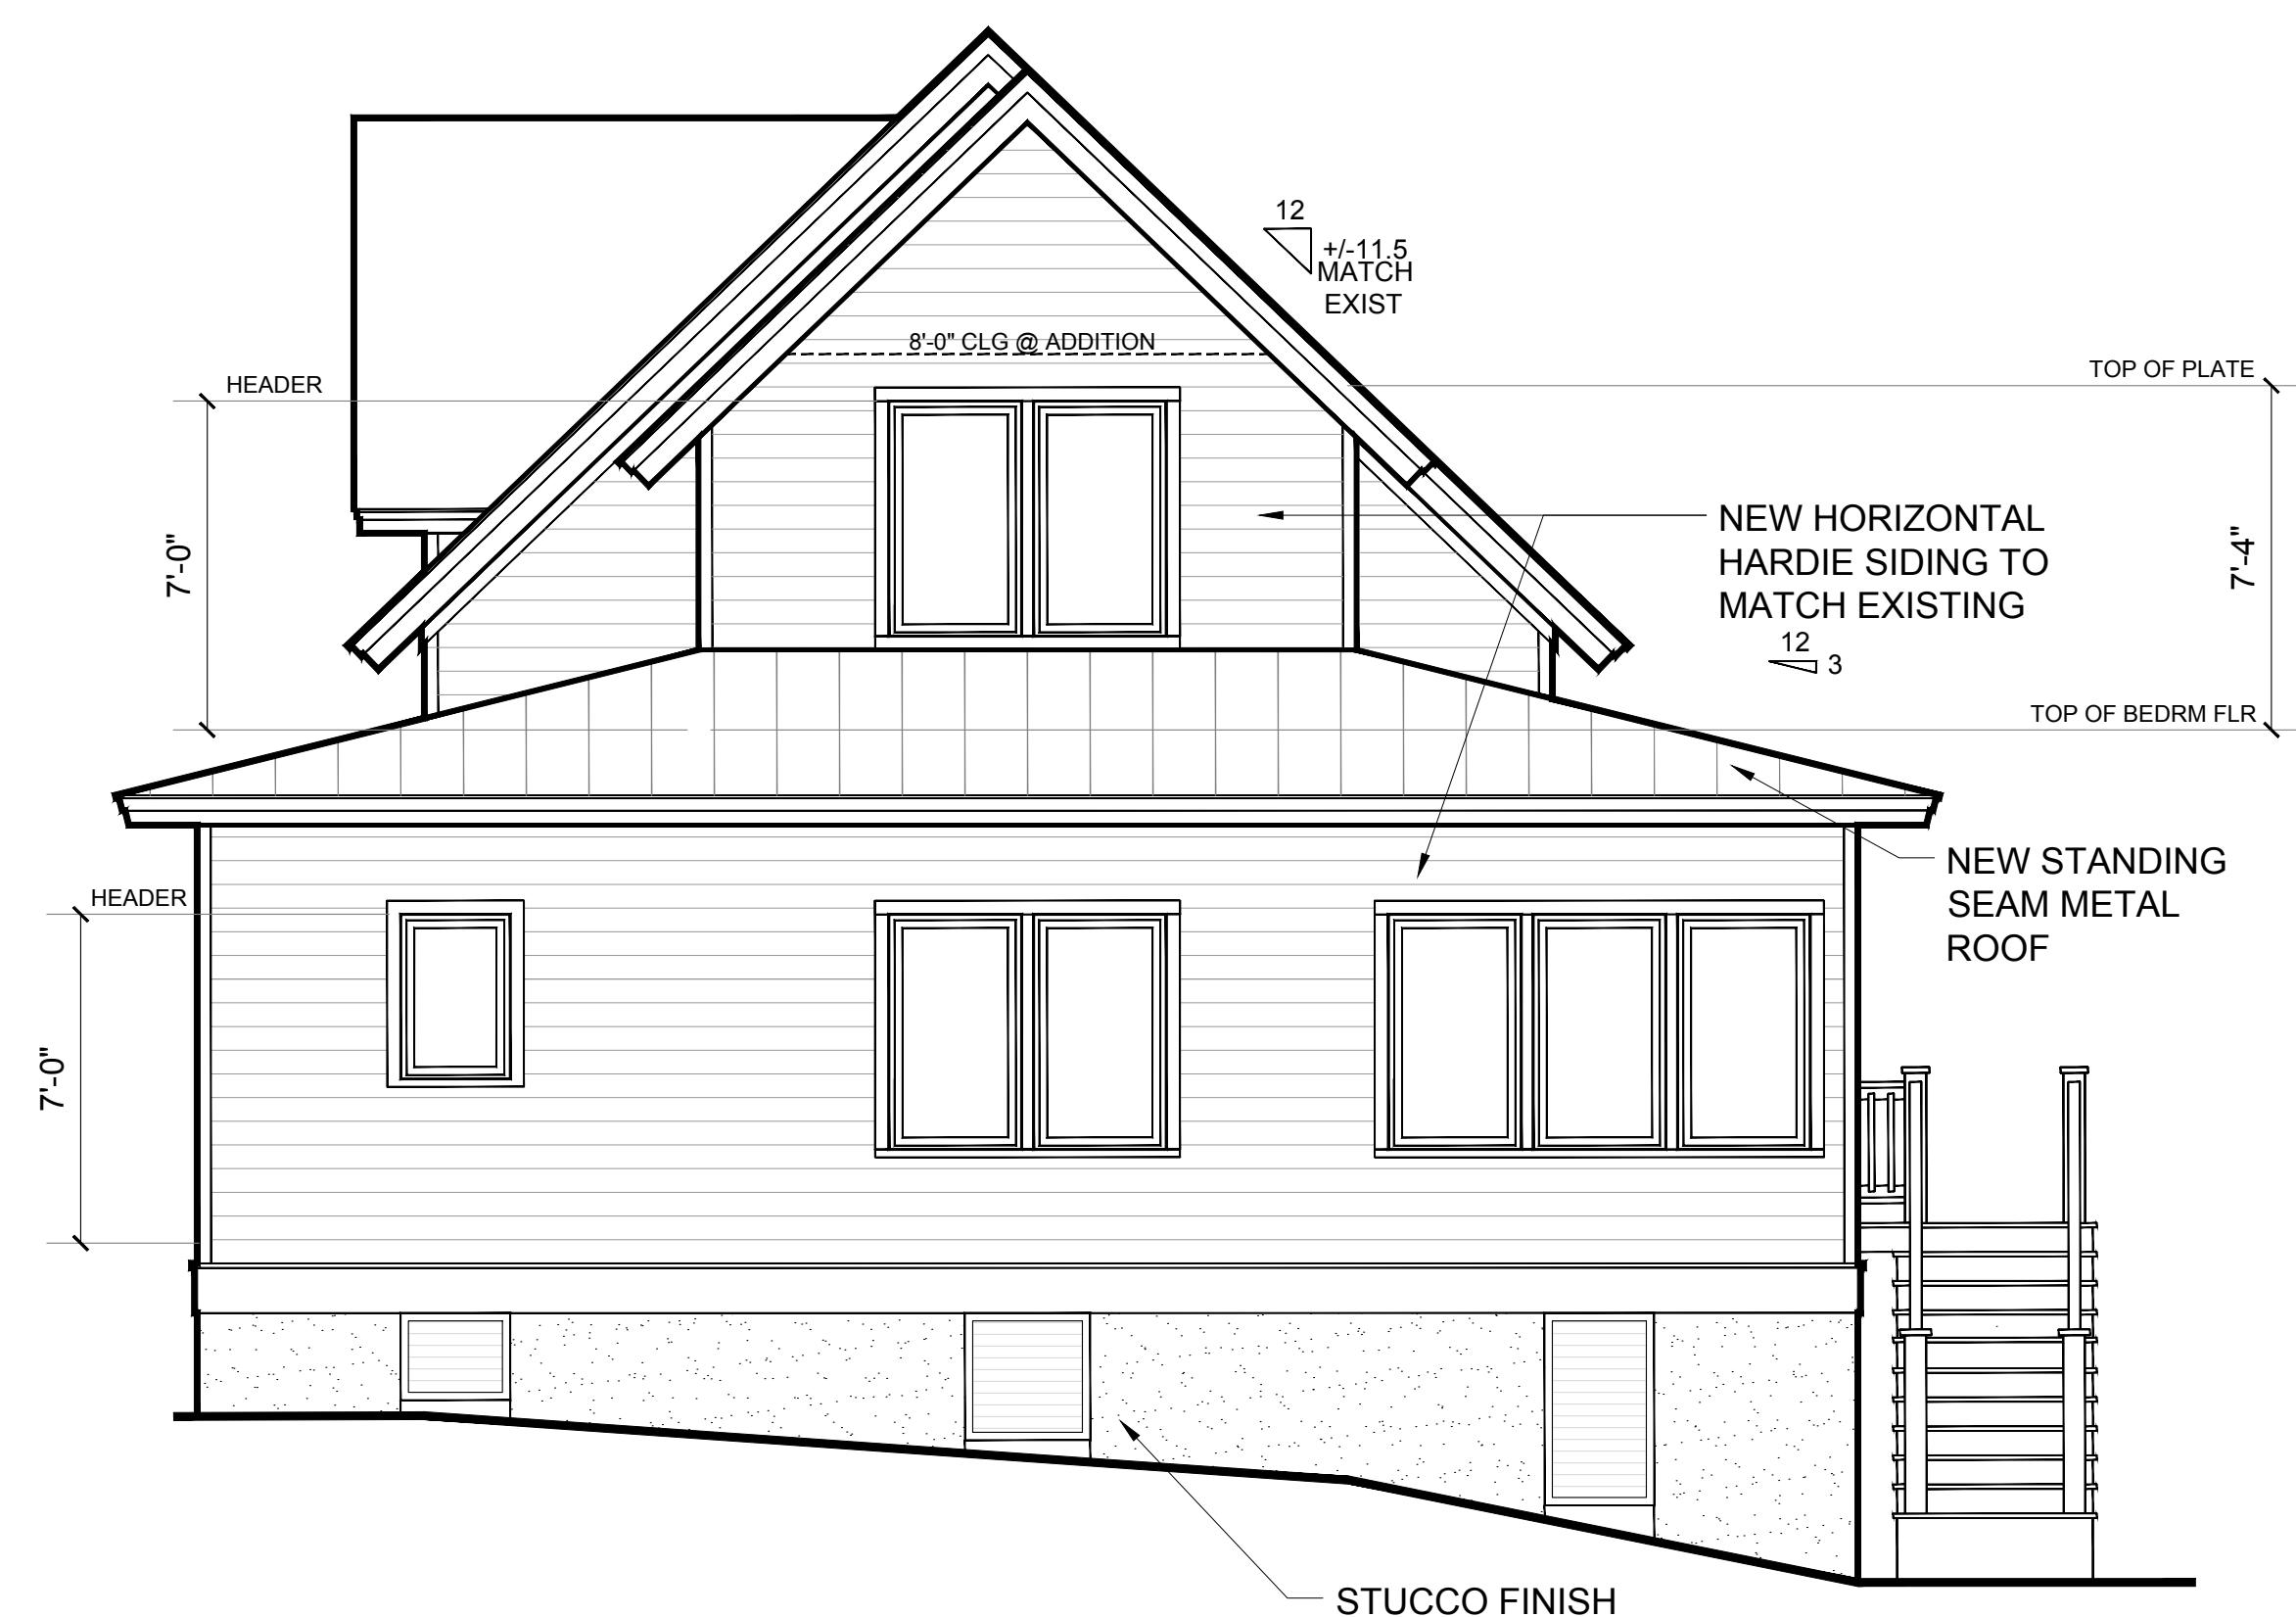 12
+/-11.5
MATCH
EXIST
8'-0" CLG @ ADDITION
HEADER
TOP OF PLATE
7'-0"
7'-4"
NEW HORIZONTAL
HARDIE SIDING TO
MATCH EXISTING
12
3
TOP OF BEDRM FLR
NEW STANDING
SEAM METAL
ROOF
HEADER
7'-0"
STUCCO FINISH